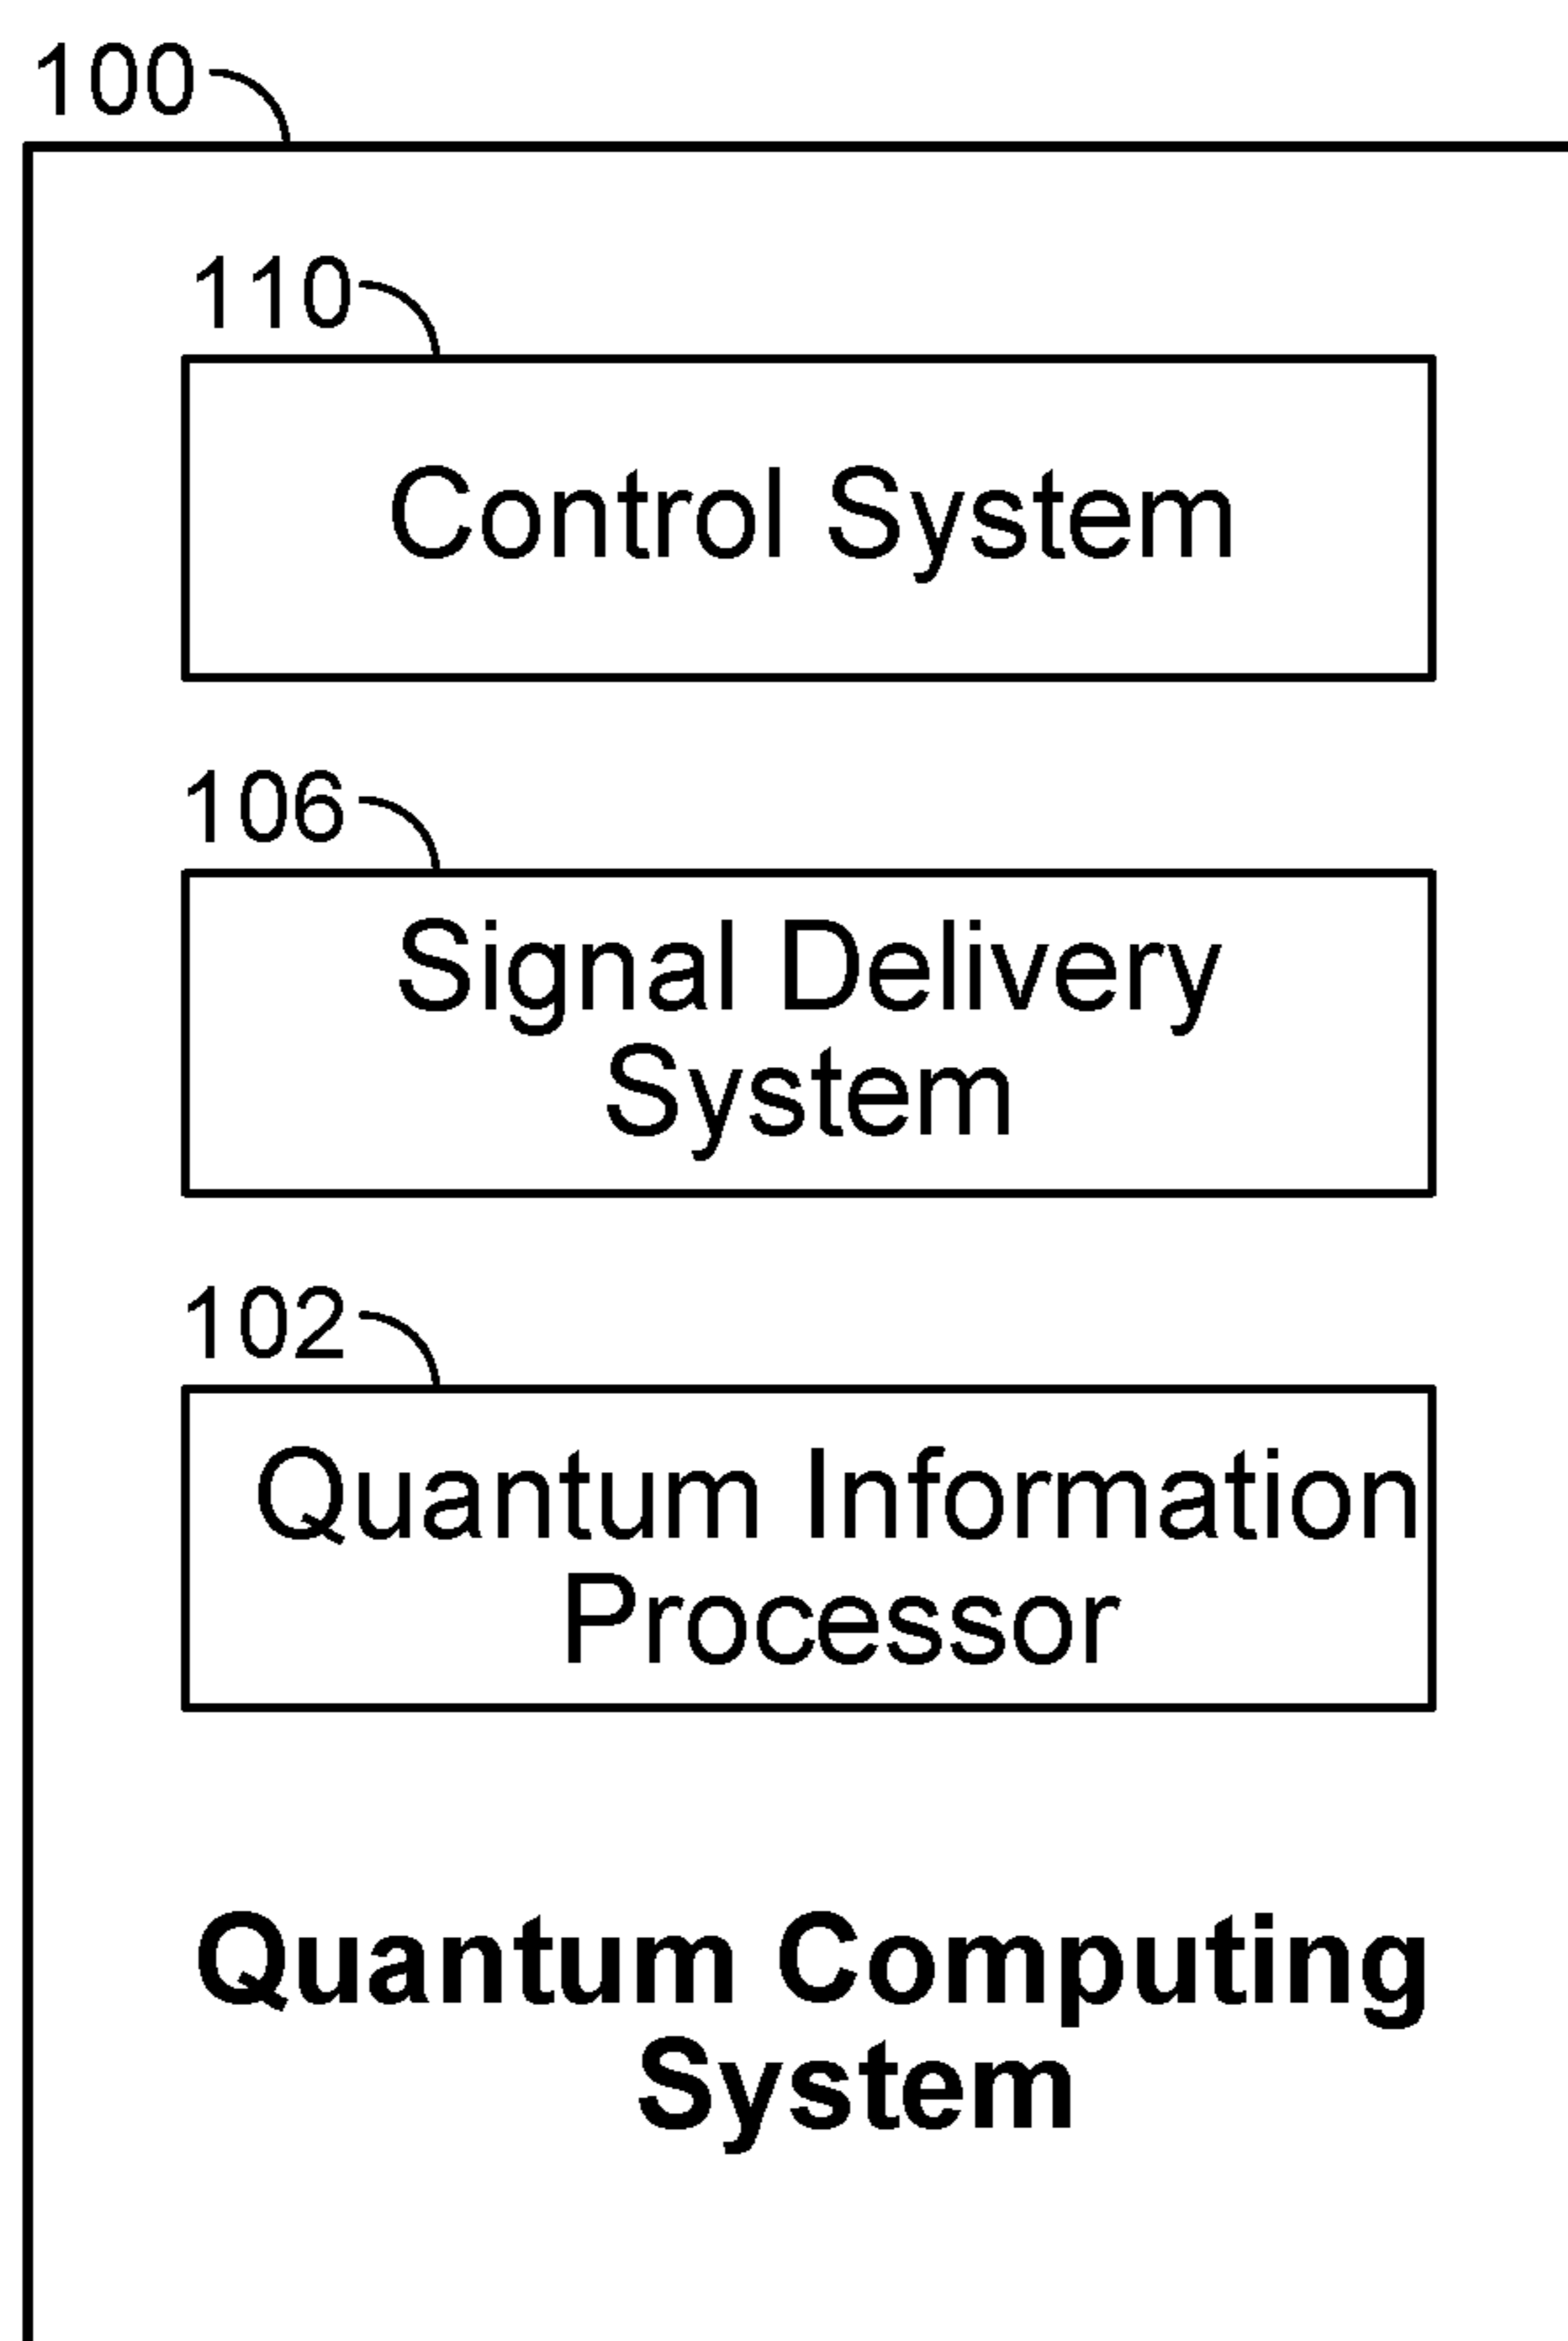 100
110
Control System
106
Signal Delivery
System
102
Quantum Information
Processor
Quantum Computing
System